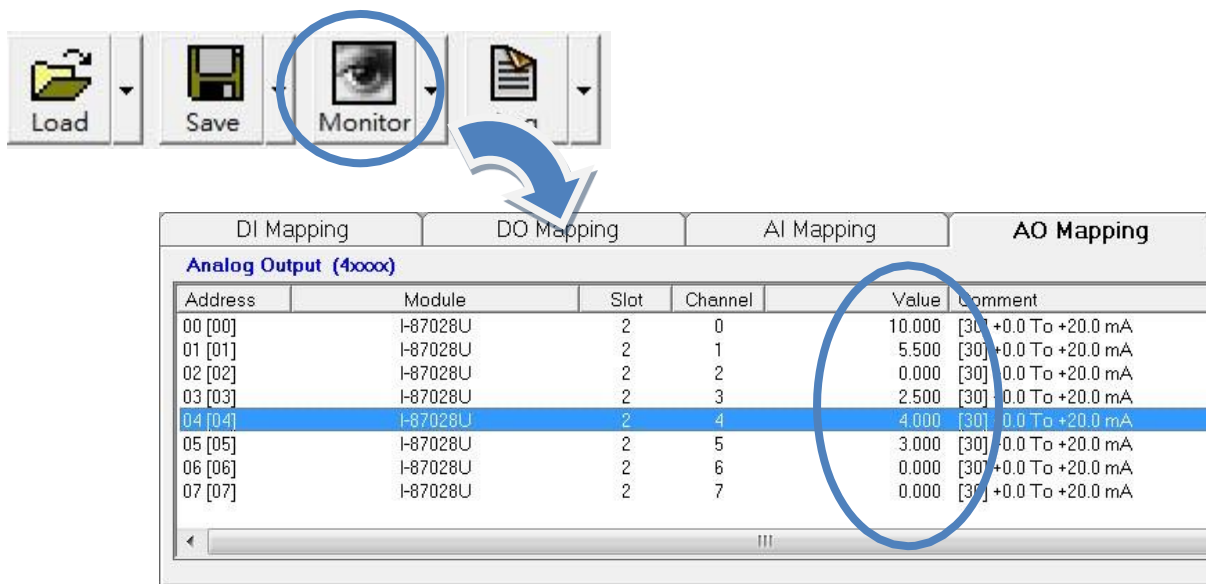 Load Save Monitor
DI Mapping DO Mapping AI Mapping AO Mapping
Analog Output (4xxxx)
Address Module Slot Channel Value Comment
00 [00] I-87028U 2 0 10.000 [30] +0.0 To +20.0 mA
01 [01] I-87028U 2 1 5.500 [30] +0.0 To +20.0 mA
02 [02] I-87028U 2 2 0.000 [30] +0.0 To +20.0 mA
03 [03] I-87028U 2 3 2.500 [30] +0.0 To +20.0 mA
04 [04] I-87028U 2 4 4.000 [30] +0.0 To +20.0 mA
05 [05] I-87028U 2 5 3.000 [30] +0.0 To +20.0 mA
06 [06] I-87028U 2 6 0.000 [30] +0.0 To +20.0 mA
07 [07] I-87028U 2 7 0.000 [30] +0.0 To +20.0 mA